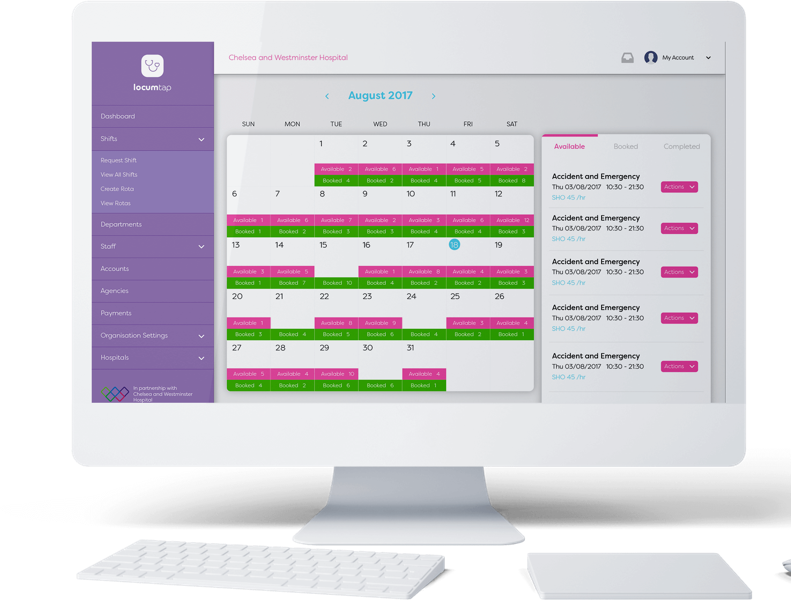 locumtap
Dashboard
Shifts
Request Shift
View All Shifts
Create Rota
View Rotas
Departments
Staff
Accounts
Agencies
Payments
Organisation Settings
Hospitals
In partnership with
Chelsea and Westminster
Hospital
Chelsea and Westminster Hospital
My Account
August 2017
SUN MON TUE WED THU FRI SAT
1 2 3 4 5
Available 2 Available 6 Available 1 Available 5 Available 2
Booked 4 Booked 2 Booked 4 Booked 5 Booked 8
6 7 8 9 10 11 12
Available 1 Available 6 Available 7 Available 2 Available 3 Available 6 Available 12
Booked 1 Booked 2 Booked 3 Booked 3 Booked 4 Booked 4 Booked 3
13 14 15 16 17 18 19
Available 3 Available 5 Available 1 Available 8 Available 4 Available 3
Booked 1 Booked 7 Booked 10 Booked 4 Booked 2 Booked 2 Booked 3
20 21 22 23 24 25 26
Available 1 Available 8 Available 9 Available 3 Available 4
Booked 3 Booked 4 Booked 5 Booked 6 Booked 4 Booked 2 Booked 1
27 28 29 30 31
Available 5 Available 4 Available 10 Available 4
Booked 4 Booked 2 Booked 6 Booked 6 Booked 1
Available Booked Completed
Accident and Emergency
Thu 03/08/2017 10:30 - 21:30 Actions
SHO 45 /hr
Accident and Emergency
Thu 03/08/2017 10:30 - 21:30 Actions
SHO 45 /hr
Accident and Emergency
Thu 03/08/2017 10:30 - 21:30 Actions
SHO 45 /hr
Accident and Emergency
Thu 03/08/2017 10:30 - 21:30 Actions
SHO 45 /hr
Accident and Emergency
Thu 03/08/2017 10:30 - 21:30 Actions
SHO 45 /hr